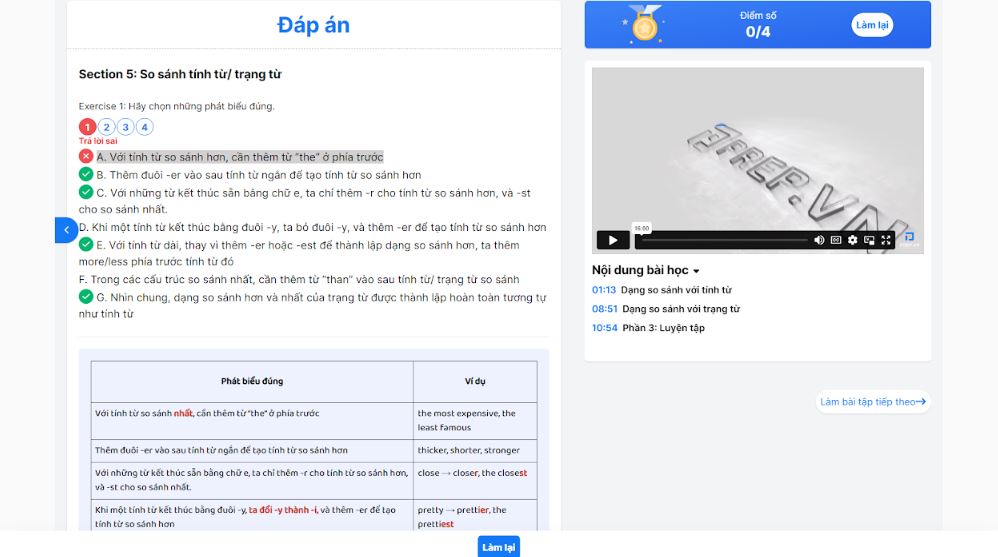 Đáp án
Section 5: So sánh tính từ/ trạng từ
Exercise 1: Hãy chọn những phát biểu đúng.
1 2 3 4
Trả lời sai
A. Với tính từ so sánh hơn, cần thêm từ "the" ở phía trước
B. Thêm đuôi -er vào sau tính từ ngắn để tạo tính từ so sánh hơn
C. Với những từ kết thúc sẵn bằng chữ e, ta chỉ thêm -r cho tính từ so sánh hơn, và -st
cho so sánh nhất.
D. Khi một tính từ kết thúc bằng đuôi -y, ta bỏ đuôi -y, và thêm -er để tạo tính từ so sánh hơn
E. Với tính từ dài, thay vì thêm -er hoặc -est để thành lập dạng so sánh hơn, ta thêm
more/less phía trước tính từ đó
F. Trong các cấu trúc so sánh nhất, cần thêm từ "than" vào sau tính từ/ trạng từ so sánh
G. Nhìn chung, dạng so sánh hơn và nhất của trạng từ được thành lập hoàn toàn tương tự
như tính từ
Phát biểu đúng
Ví dụ
Với tính từ so sánh nhất, cần thêm từ "the" ở phía trước
the most expensive, the
least famous
Thêm đuôi -er vào sau tính từ ngắn để tạo tính từ so sánh hơn
thicker, shorter, stronger
Với những từ kết thúc sẵn bằng chữ e, ta chỉ thêm -r cho tính từ so sánh hơn,
và -st cho so sánh nhất.
close → closer, the closest
Khi một tính từ kết thúc bằng đuôi -y, ta đổi -y thành -i, và thêm -er để tạo
tính từ so sánh hơn
pretty → prettier, the
prettiest
Làm lại
Điểm số
0/4
Làm lại
PREP.VN
16:00
Nội dung bài học
01:13 Dạng so sánh với tính từ
08:51 Dạng so sánh với trạng từ
10:54 Phần 3: Luyện tập
Làm bài tập tiếp theo→